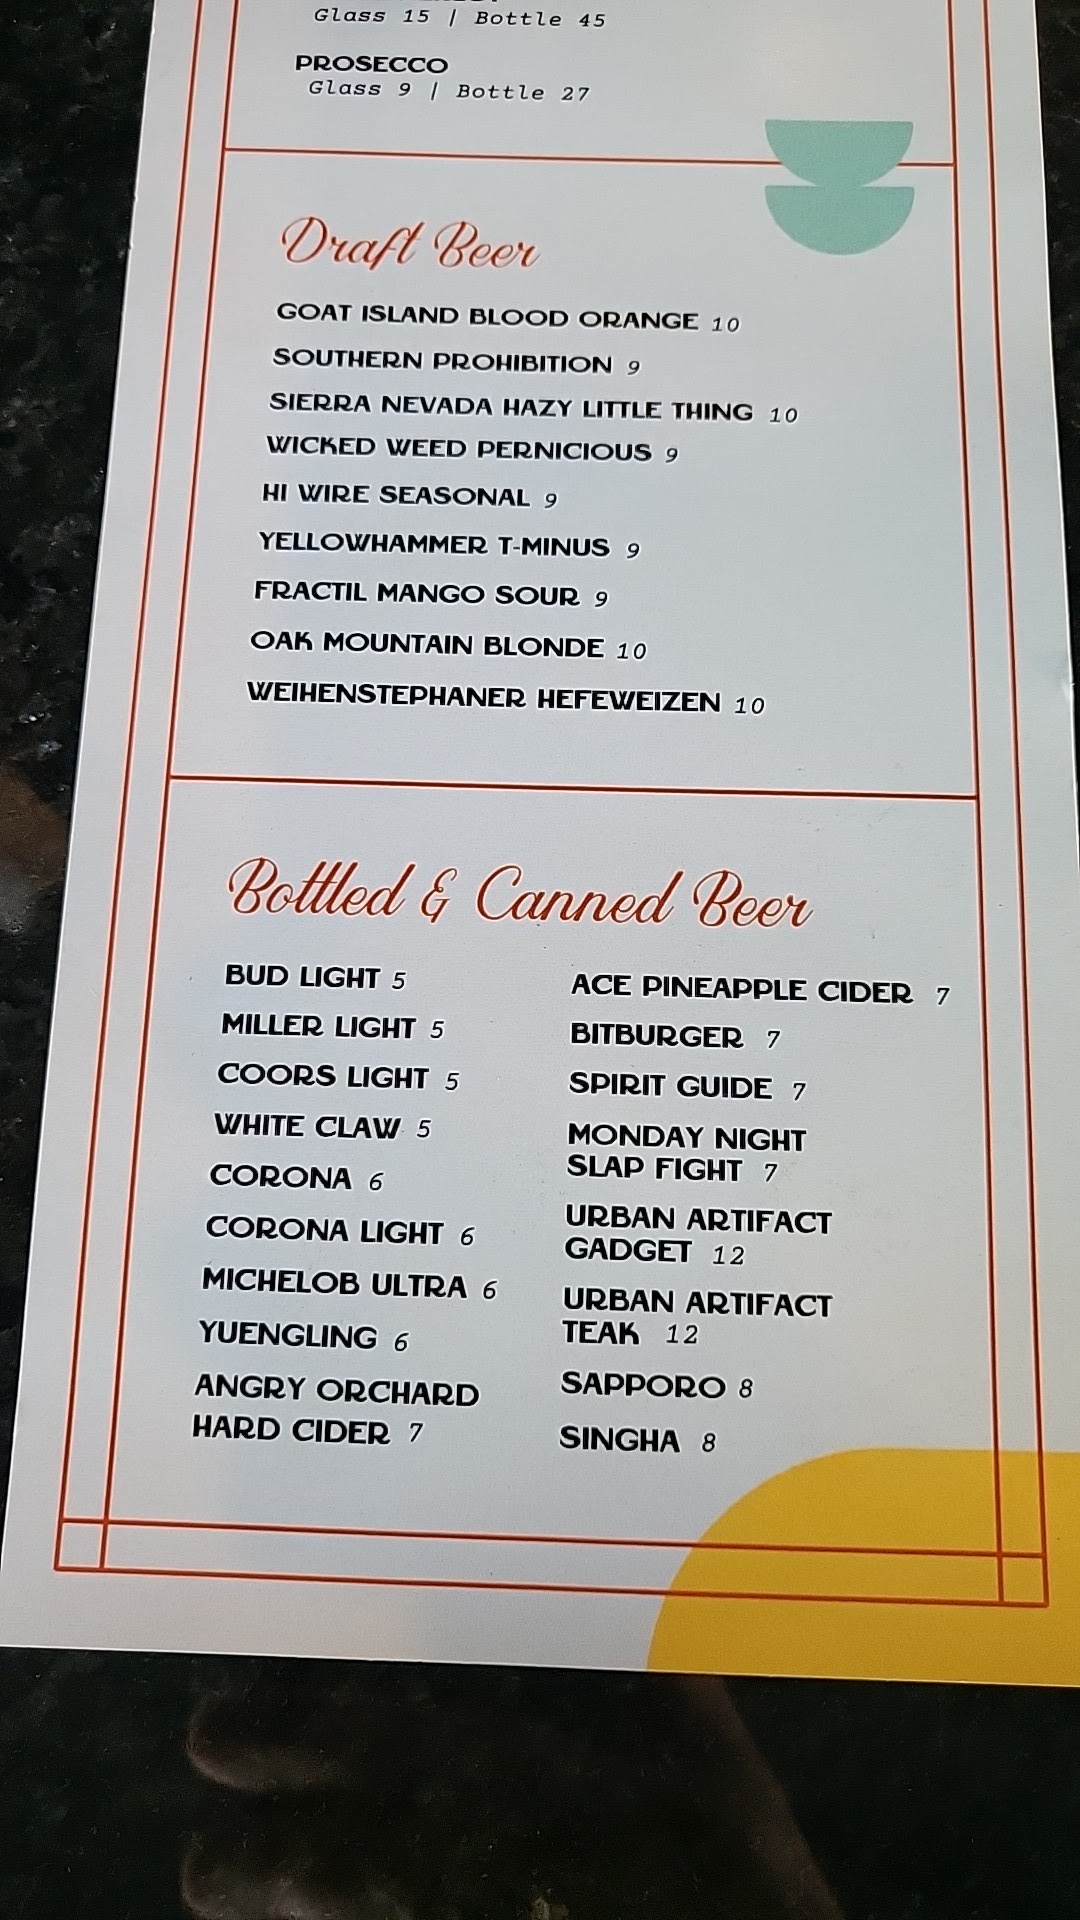 Glass 15 | Bottle 45
PROSECCO
Glass 9 | Bottle 27
Draft Beer
GOAT ISLAND BLOOD ORANGE 10
SOUTHERN PROHIBITION 9
SIERRA NEVADA HAZY LITTLE THING 10
WICKED WEED PERNICIOUS 9
HI WIRE SEASONAL 9
YELLOWHAMMER T-MINUS 9
FRACTIL MANGO SOUR 9
OAK MOUNTAIN BLONDE 10
WEIHENSTEPHANER HEFEWEIZEN 10
Bottled & Canned Beer
BUD LIGHT 5
MILLER LIGHT 5
COORS LIGHT 5
WHITE CLAW 5
CORONA 6
CORONA LIGHT 6
MICHELOB ULTRA 6
YUENGLING 6
ANGRY ORCHARD
HARD CIDER 7
ACE PINEAPPLE CIDER 7
BITBURGER 7
SPIRIT GUIDE 7
MONDAY NIGHT
SLAP FIGHT 7
URBAN ARTIFACT
GADGET 12
URBAN ARTIFACT
TEAK 12
SAPPORO 8
SINGHA 8